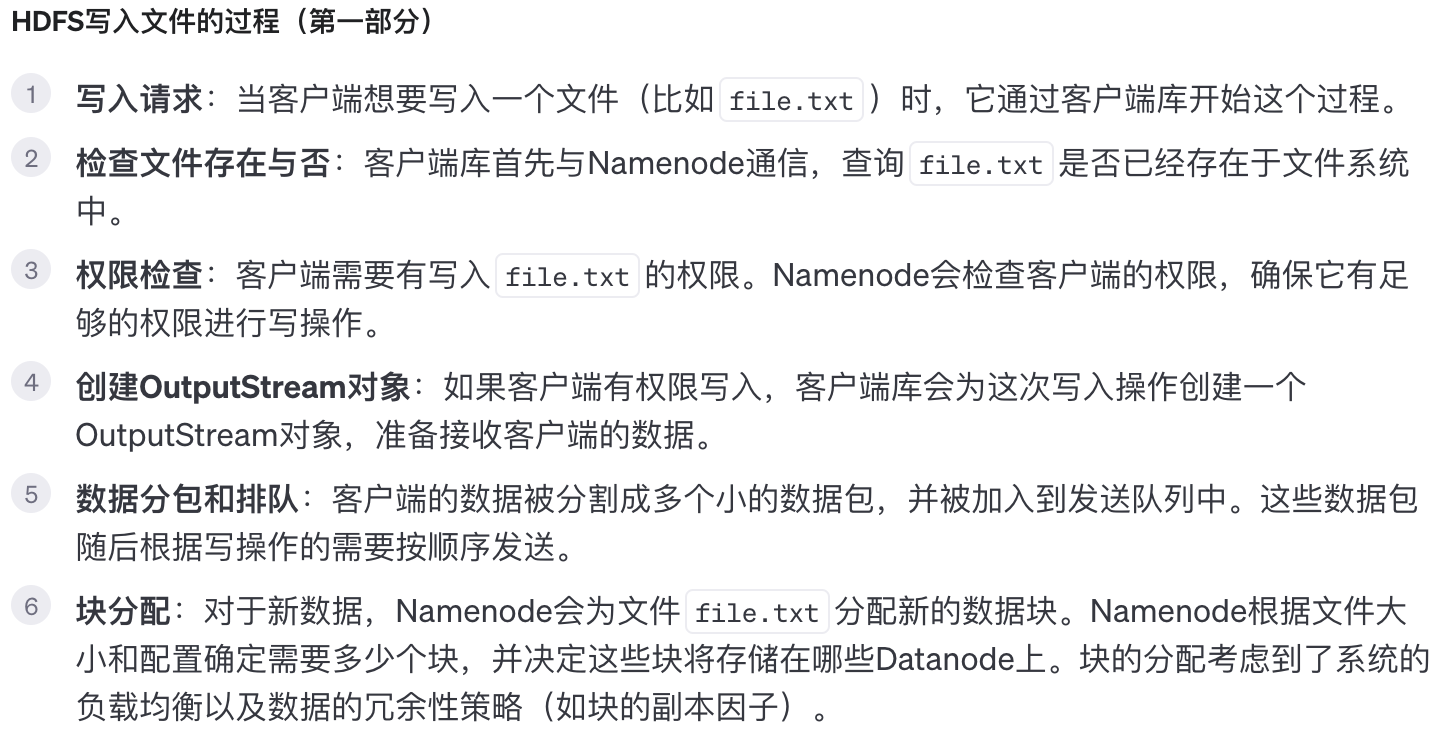 HDFS写入文件的过程（第一部分）
1 写入请求：当客户端想要写入一个文件（比如 file.txt ）时，它通过客户端库开始这个过程。
2 检查文件存在与否：客户端库首先与Namenode通信，查询 file.txt 是否已经存在于文件系统
中。
3 权限检查：客户端需要有写入 file.txt 的权限。Namenode会检查客户端的权限，确保它有足
够的权限进行写操作。
4 创建OutputStream对象：如果客户端有权限写入，客户端库会为这次写入操作创建一个
OutputStream对象，准备接收客户端的数据。
5 数据分包和排队：客户端的数据被分割成多个小的数据包，并被加入到发送队列中。这些数据包
随后根据写操作的需要按顺序发送。
6 块分配：对于新数据，Namenode会为文件 file.txt 分配新的数据块。Namenode根据文件大
小和配置确定需要多少个块，并决定这些块将存储在哪些Datanode上。块的分配考虑到了系统的
负载均衡以及数据的冗余性策略（如块的副本因子）。